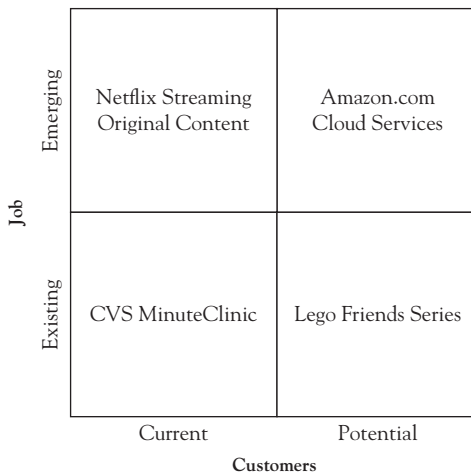 Job
Emerging
Netflix Streaming
Original Content
Amazon.com
Cloud Services
Existing
CVS MinuteClinic
Lego Friends Series
Current
Potential
Customers